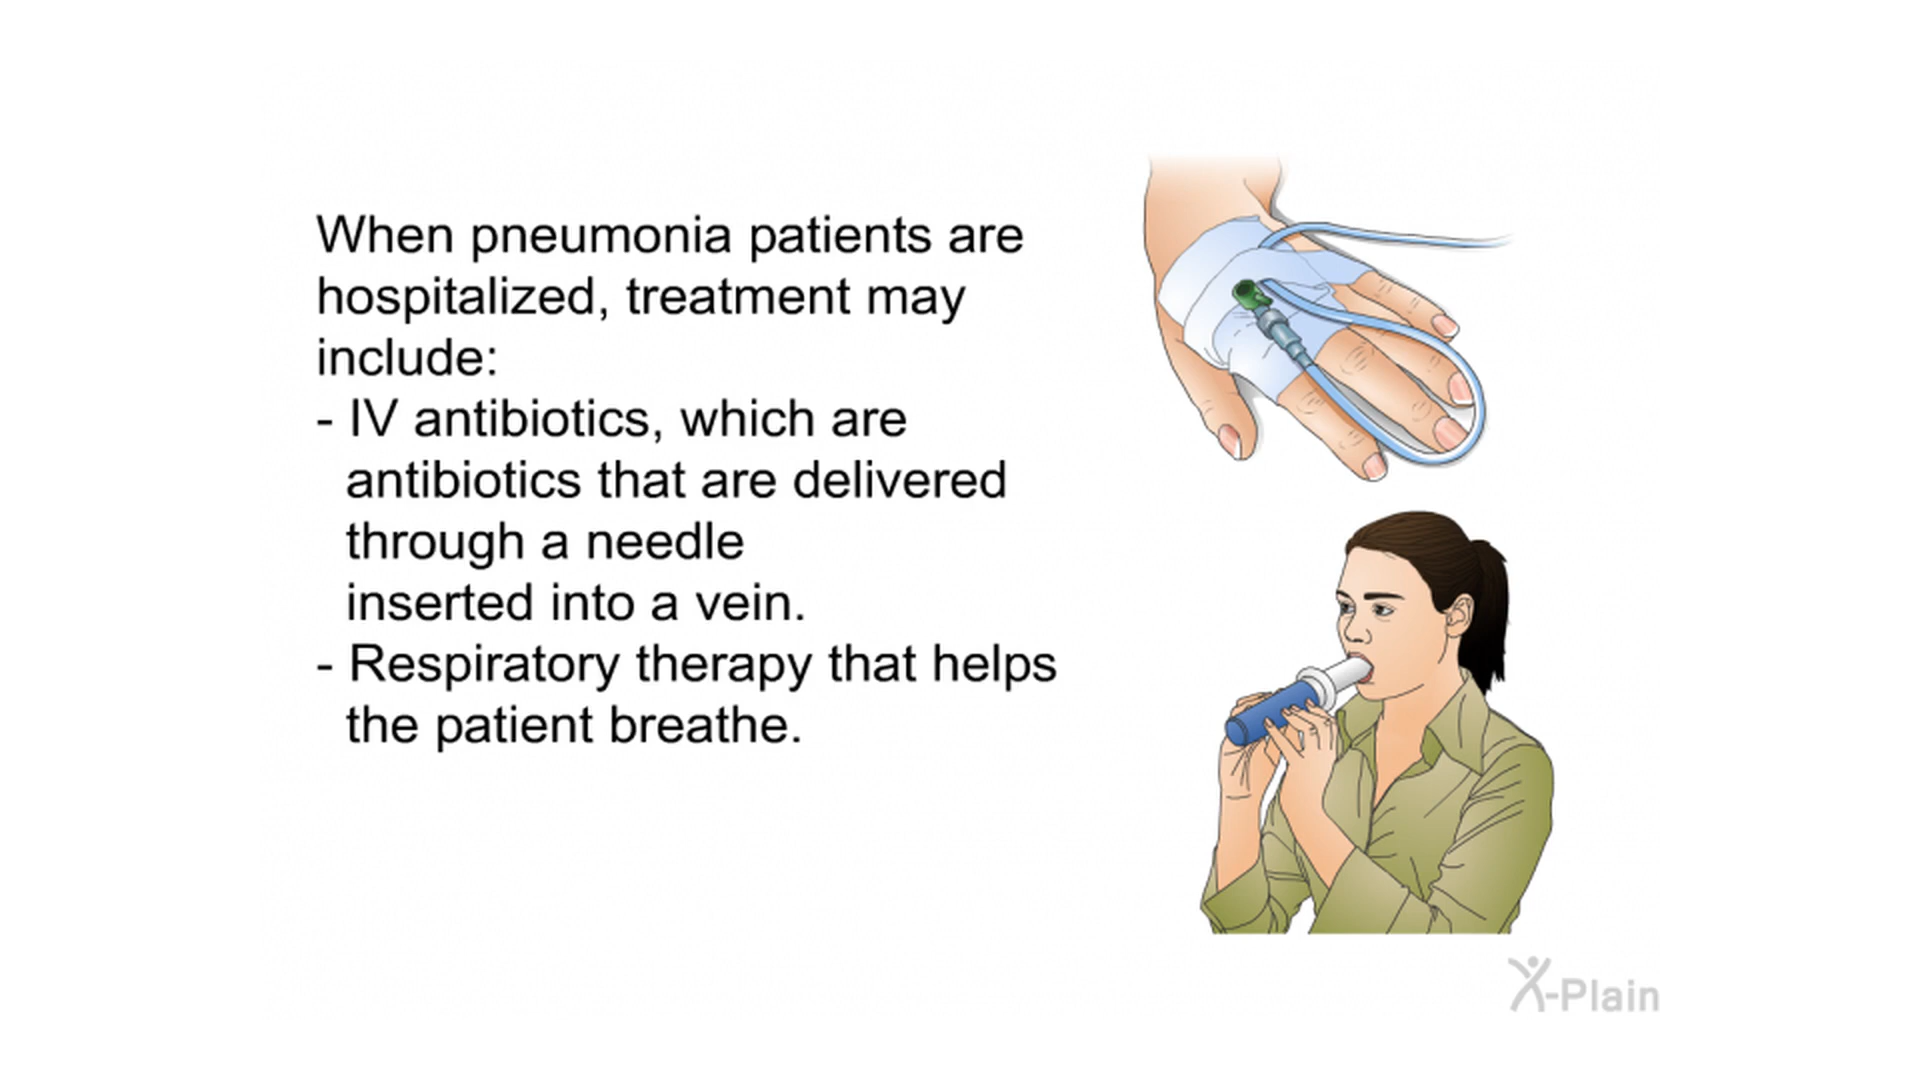 When pneumonia patients are
hospitalized, treatment may
include:
- IV antibiotics, which are
antibiotics that are delivered
through a needle
inserted into a vein.
- Respiratory therapy that helps
the patient breathe.
X-Plain